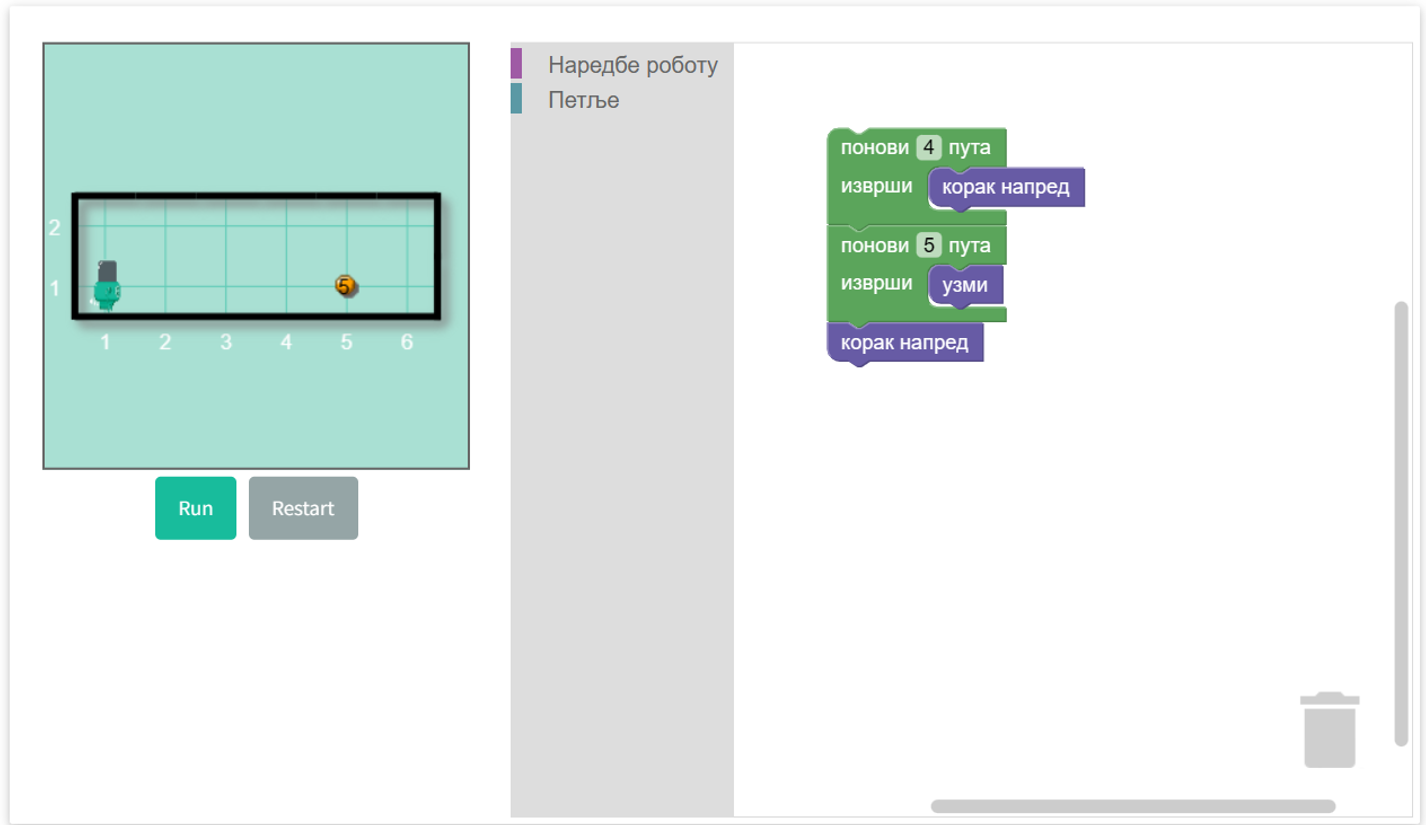 2
1
5
1 2 3 4 5 6
Run Restart
Наредбе роботу
Петље
понови 4 пута
изврши корак напред
понови 5 пута
изврши узми
корак напред